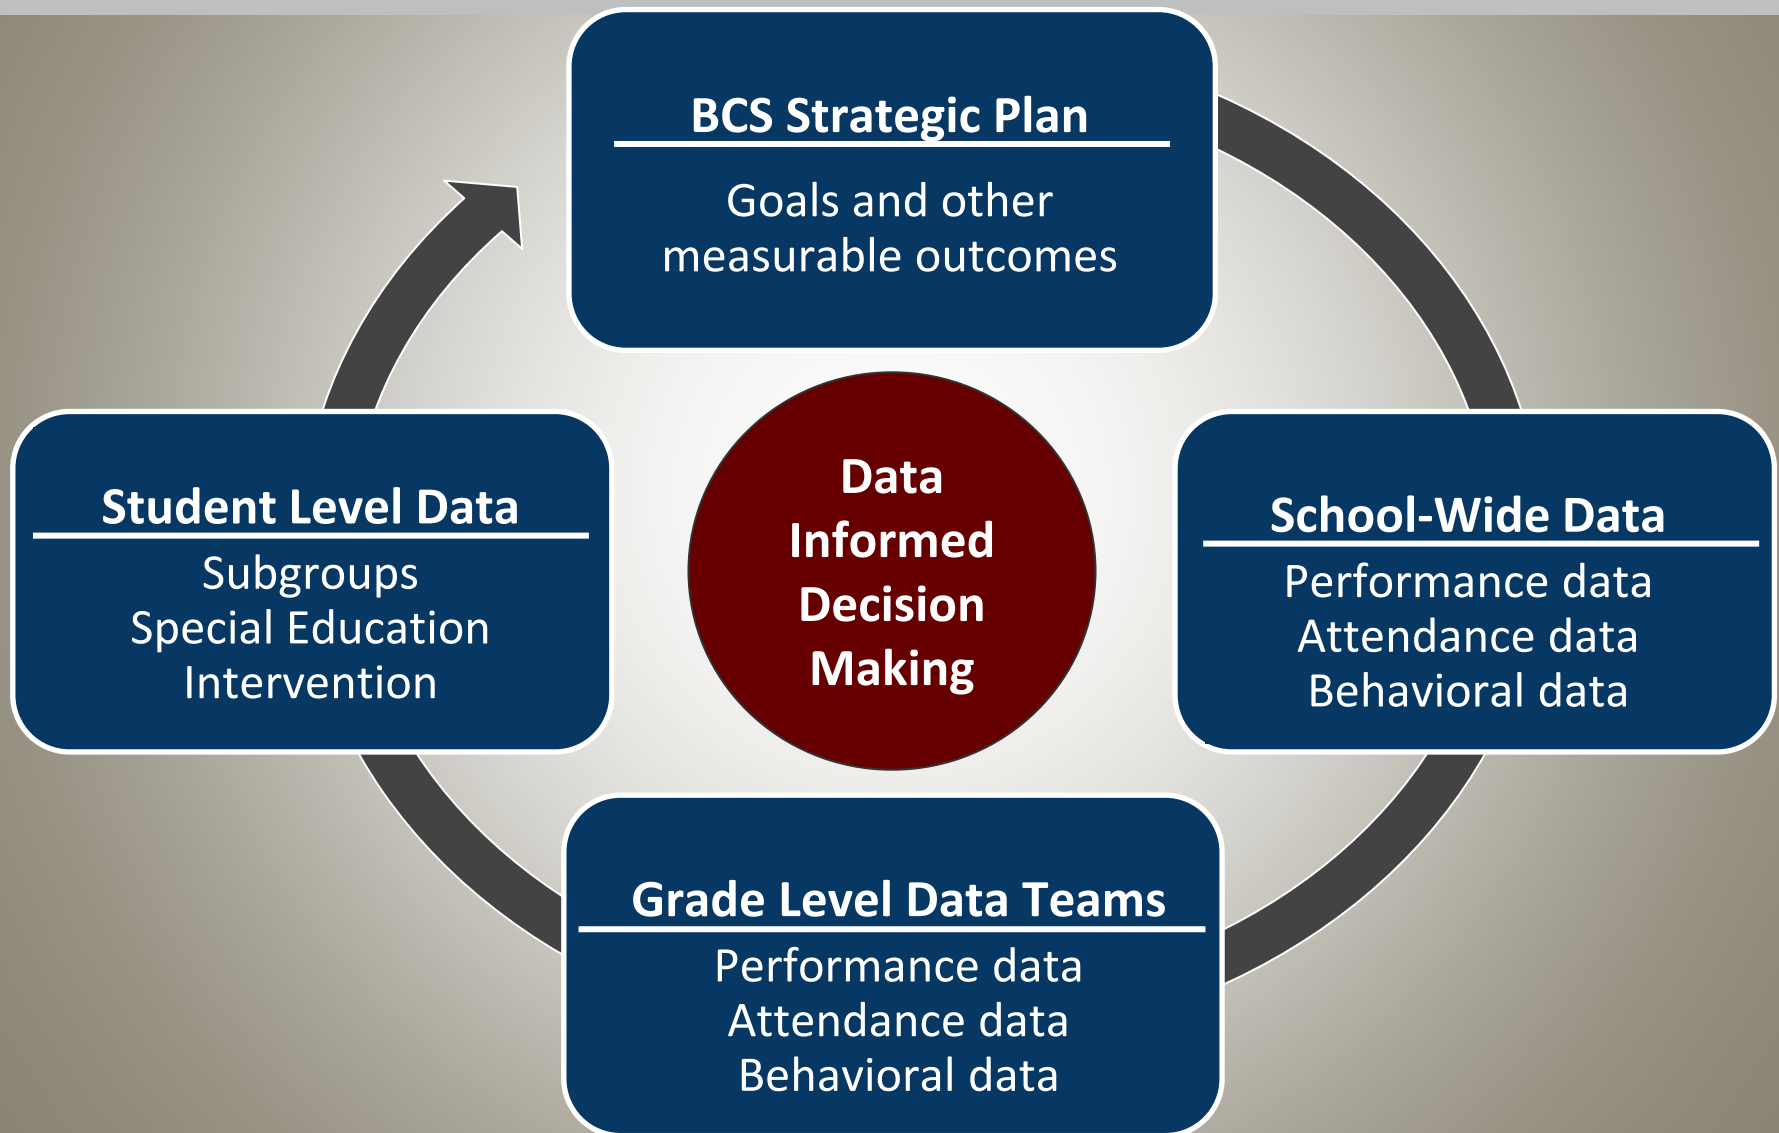 BCS Strategic Plan
Goals and other
measurable outcomes
Student Level Data
Subgroups
Special Education
Intervention
Data
Informed
Decision
Making
School-Wide Data
Performance data
Attendance data
Behavioral data
Grade Level Data Teams
Performance data
Attendance data
Behavioral data